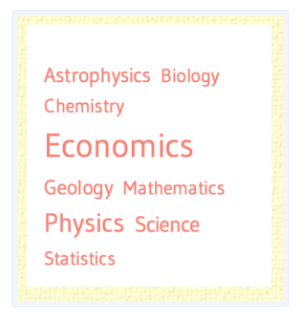 Astrophysics Biology
Chemistry
Economics
Geology Mathematics
Physics Science
Statistics